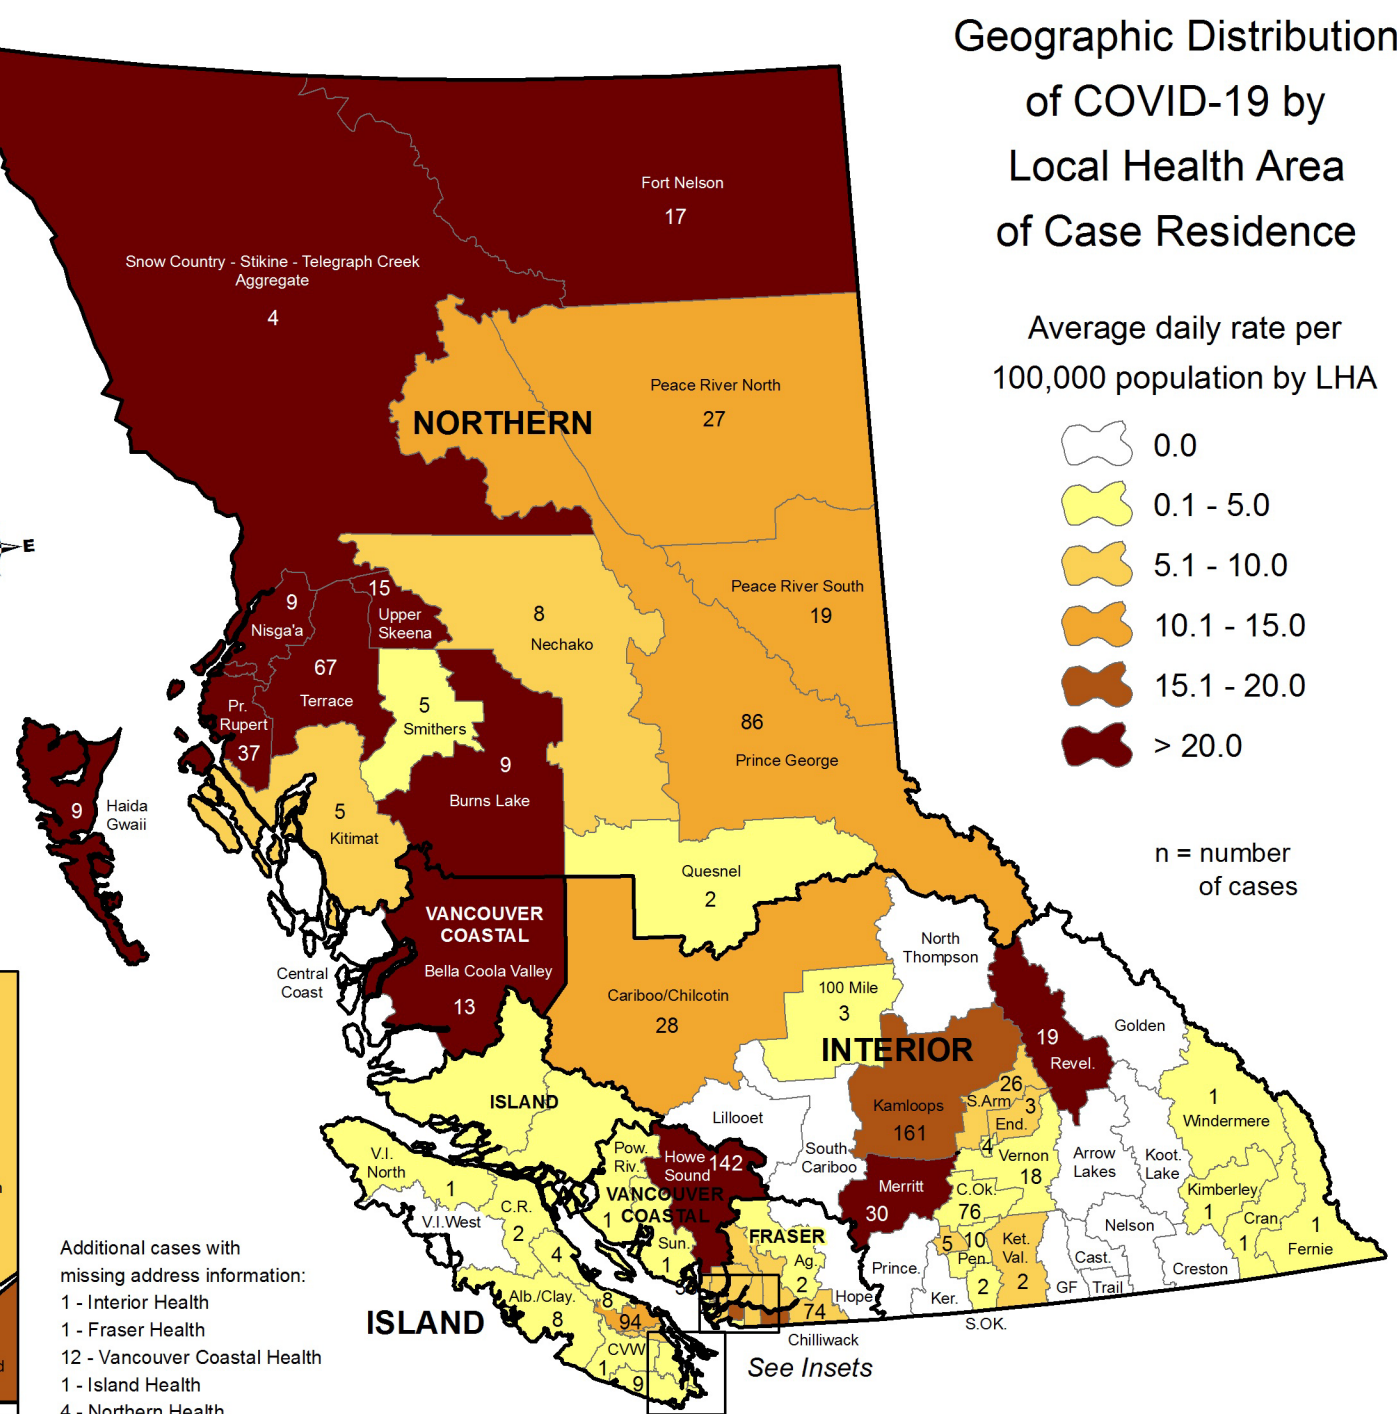 Geographic Distribution
of COVID-19 by
Local Health Area
of Case Residence
Average daily rate per
100,000 population by LHA
0.0
0.1 - 5.0
5.1 - 10.0
10.1 - 15.0
15.1 - 20.0
> 20.0
n = number
of cases
Fort Nelson
17
Snow Country - Stikine - Telegraph Creek
Aggregate
4
Peace River North
27
NORTHERN
E
Peace River South
19
15
Upper
Skeena
9
Nisga'a
8
Nechako
67
Terrace
Pr.
Rupert
37
5
Smithers
86
Prince George
9
Burns Lake
9
Haida
Gwaii
5
Kitimat
Quesnel
2
VANCOUVER
COASTAL
Bella Coola Valley
13
Central
Coast
North
Thompson
Cariboo/Chilcotin
28
100 Mile
3
INTERIOR
Golden
19
Revel.
ISLAND
26
S.Arm
3
End.
1
Windermere
Kamloops
161
Lillooet
4
Vernon
18
South
Cariboo
Arrow
Lakes
Koot.
Lake
V.I.
North
1
Pow.
Riv.
1
Howe
Sound
142
VANCOUVER
COASTAL
Merritt
30
C.Ok.
76
Kimberley
1
Cran.
1
1
Fernie
C.R.
2
V.I.West
4
Sun.
1
FRASER
Ag.
2
5
10
Pen.
2
Ket.
Val.
2
Nelson
Cast.
Creston
Prince.
Ker.
GF
Trail
Hope
S.OK.
Alb./Clay.
8
8
94
74
Chilliwack
ISLAND
CVW
1
9
See Insets
Additional cases with
missing address information:
1 - Interior Health
1 - Fraser Health
12 - Vancouver Coastal Health
1 - Island Health
4 - Northern Health